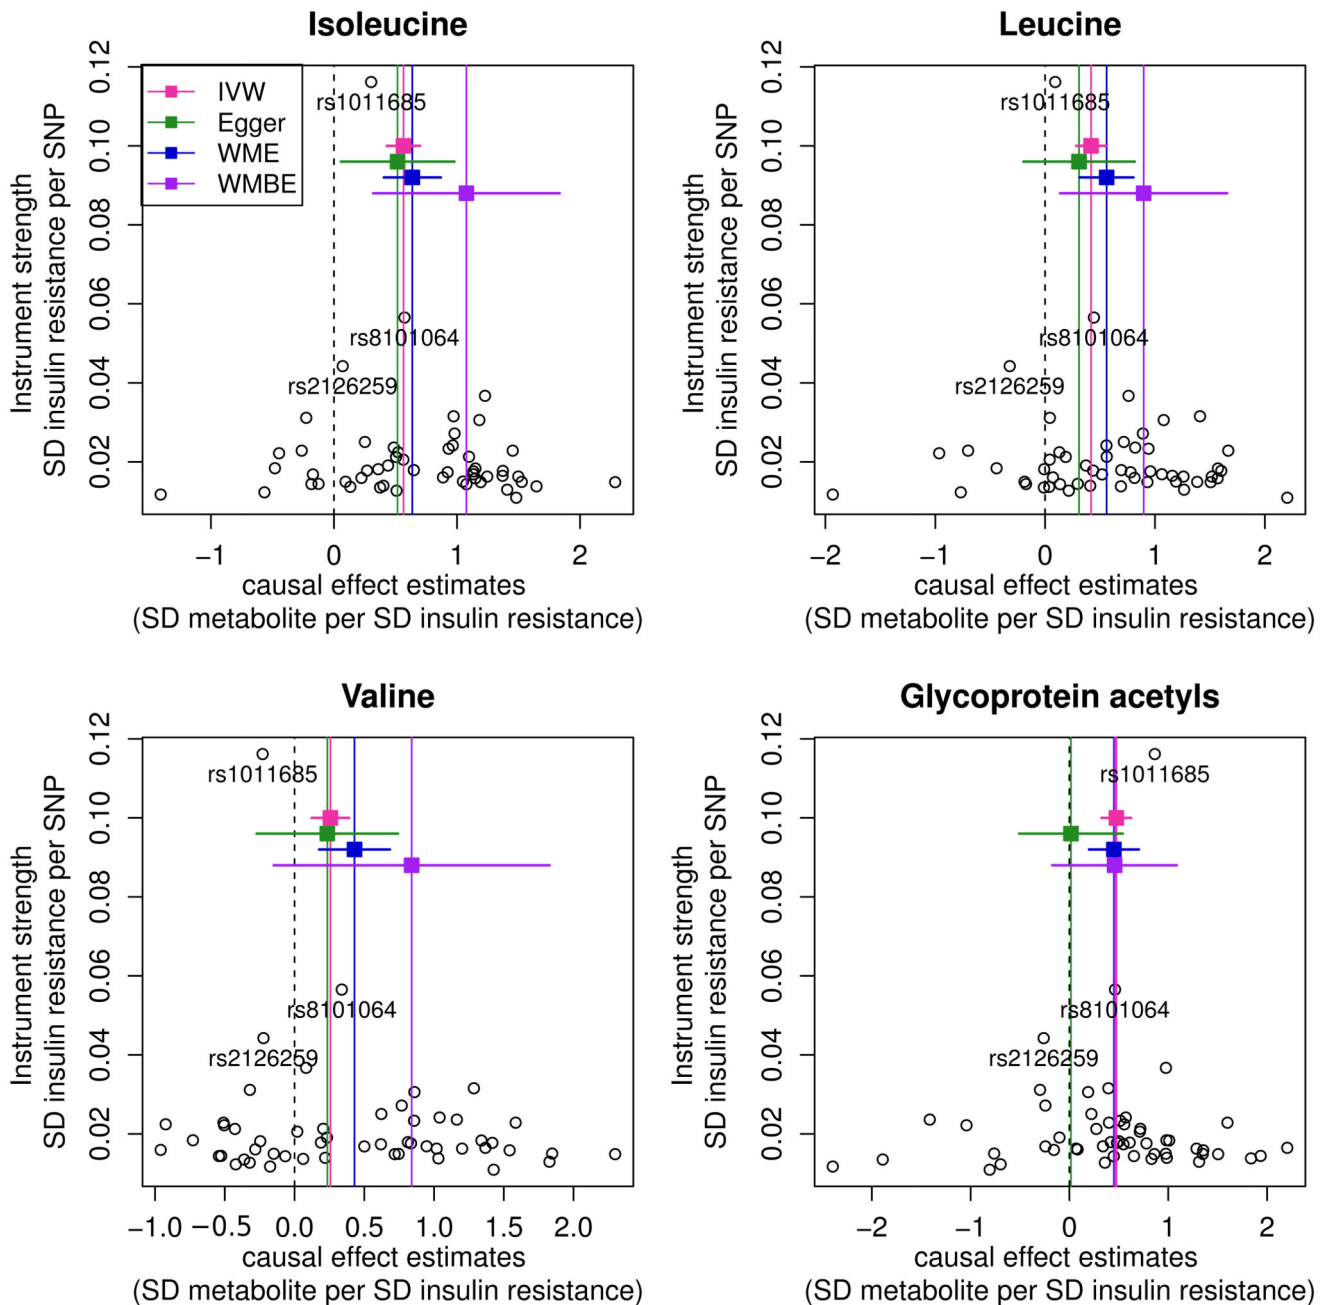 Isoleucine
Instrument strength
SD insulin resistance per SNP
0.12
0.10
0.08
0.06
0.04
0.02
IVW
Egger
WME
WMBE
rs1011685
rs8101064
rs2126259
−1
0
1
2
causal effect estimates
(SD metabolite per SD insulin resistance)
Leucine
Instrument strength
SD insulin resistance per SNP
0.12
0.10
0.08
0.06
0.04
0.02
rs1011685
rs8101064
rs2126259
−2
−1
0
1
2
causal effect estimates
(SD metabolite per SD insulin resistance)
Valine
Instrument strength
SD insulin resistance per SNP
0.12
0.10
0.08
0.06
0.04
0.02
rs1011685
rs8101064
rs2126259
−1.0
−0.5
0.0
0.5
1.0
1.5
2.0
causal effect estimates
(SD metabolite per SD insulin resistance)
Glycoprotein acetyls
Instrument strength
SD insulin resistance per SNP
0.12
0.10
0.08
0.06
0.04
0.02
rs1011685
rs8101064
rs2126259
−2
−1
0
1
2
causal effect estimates
(SD metabolite per SD insulin resistance)